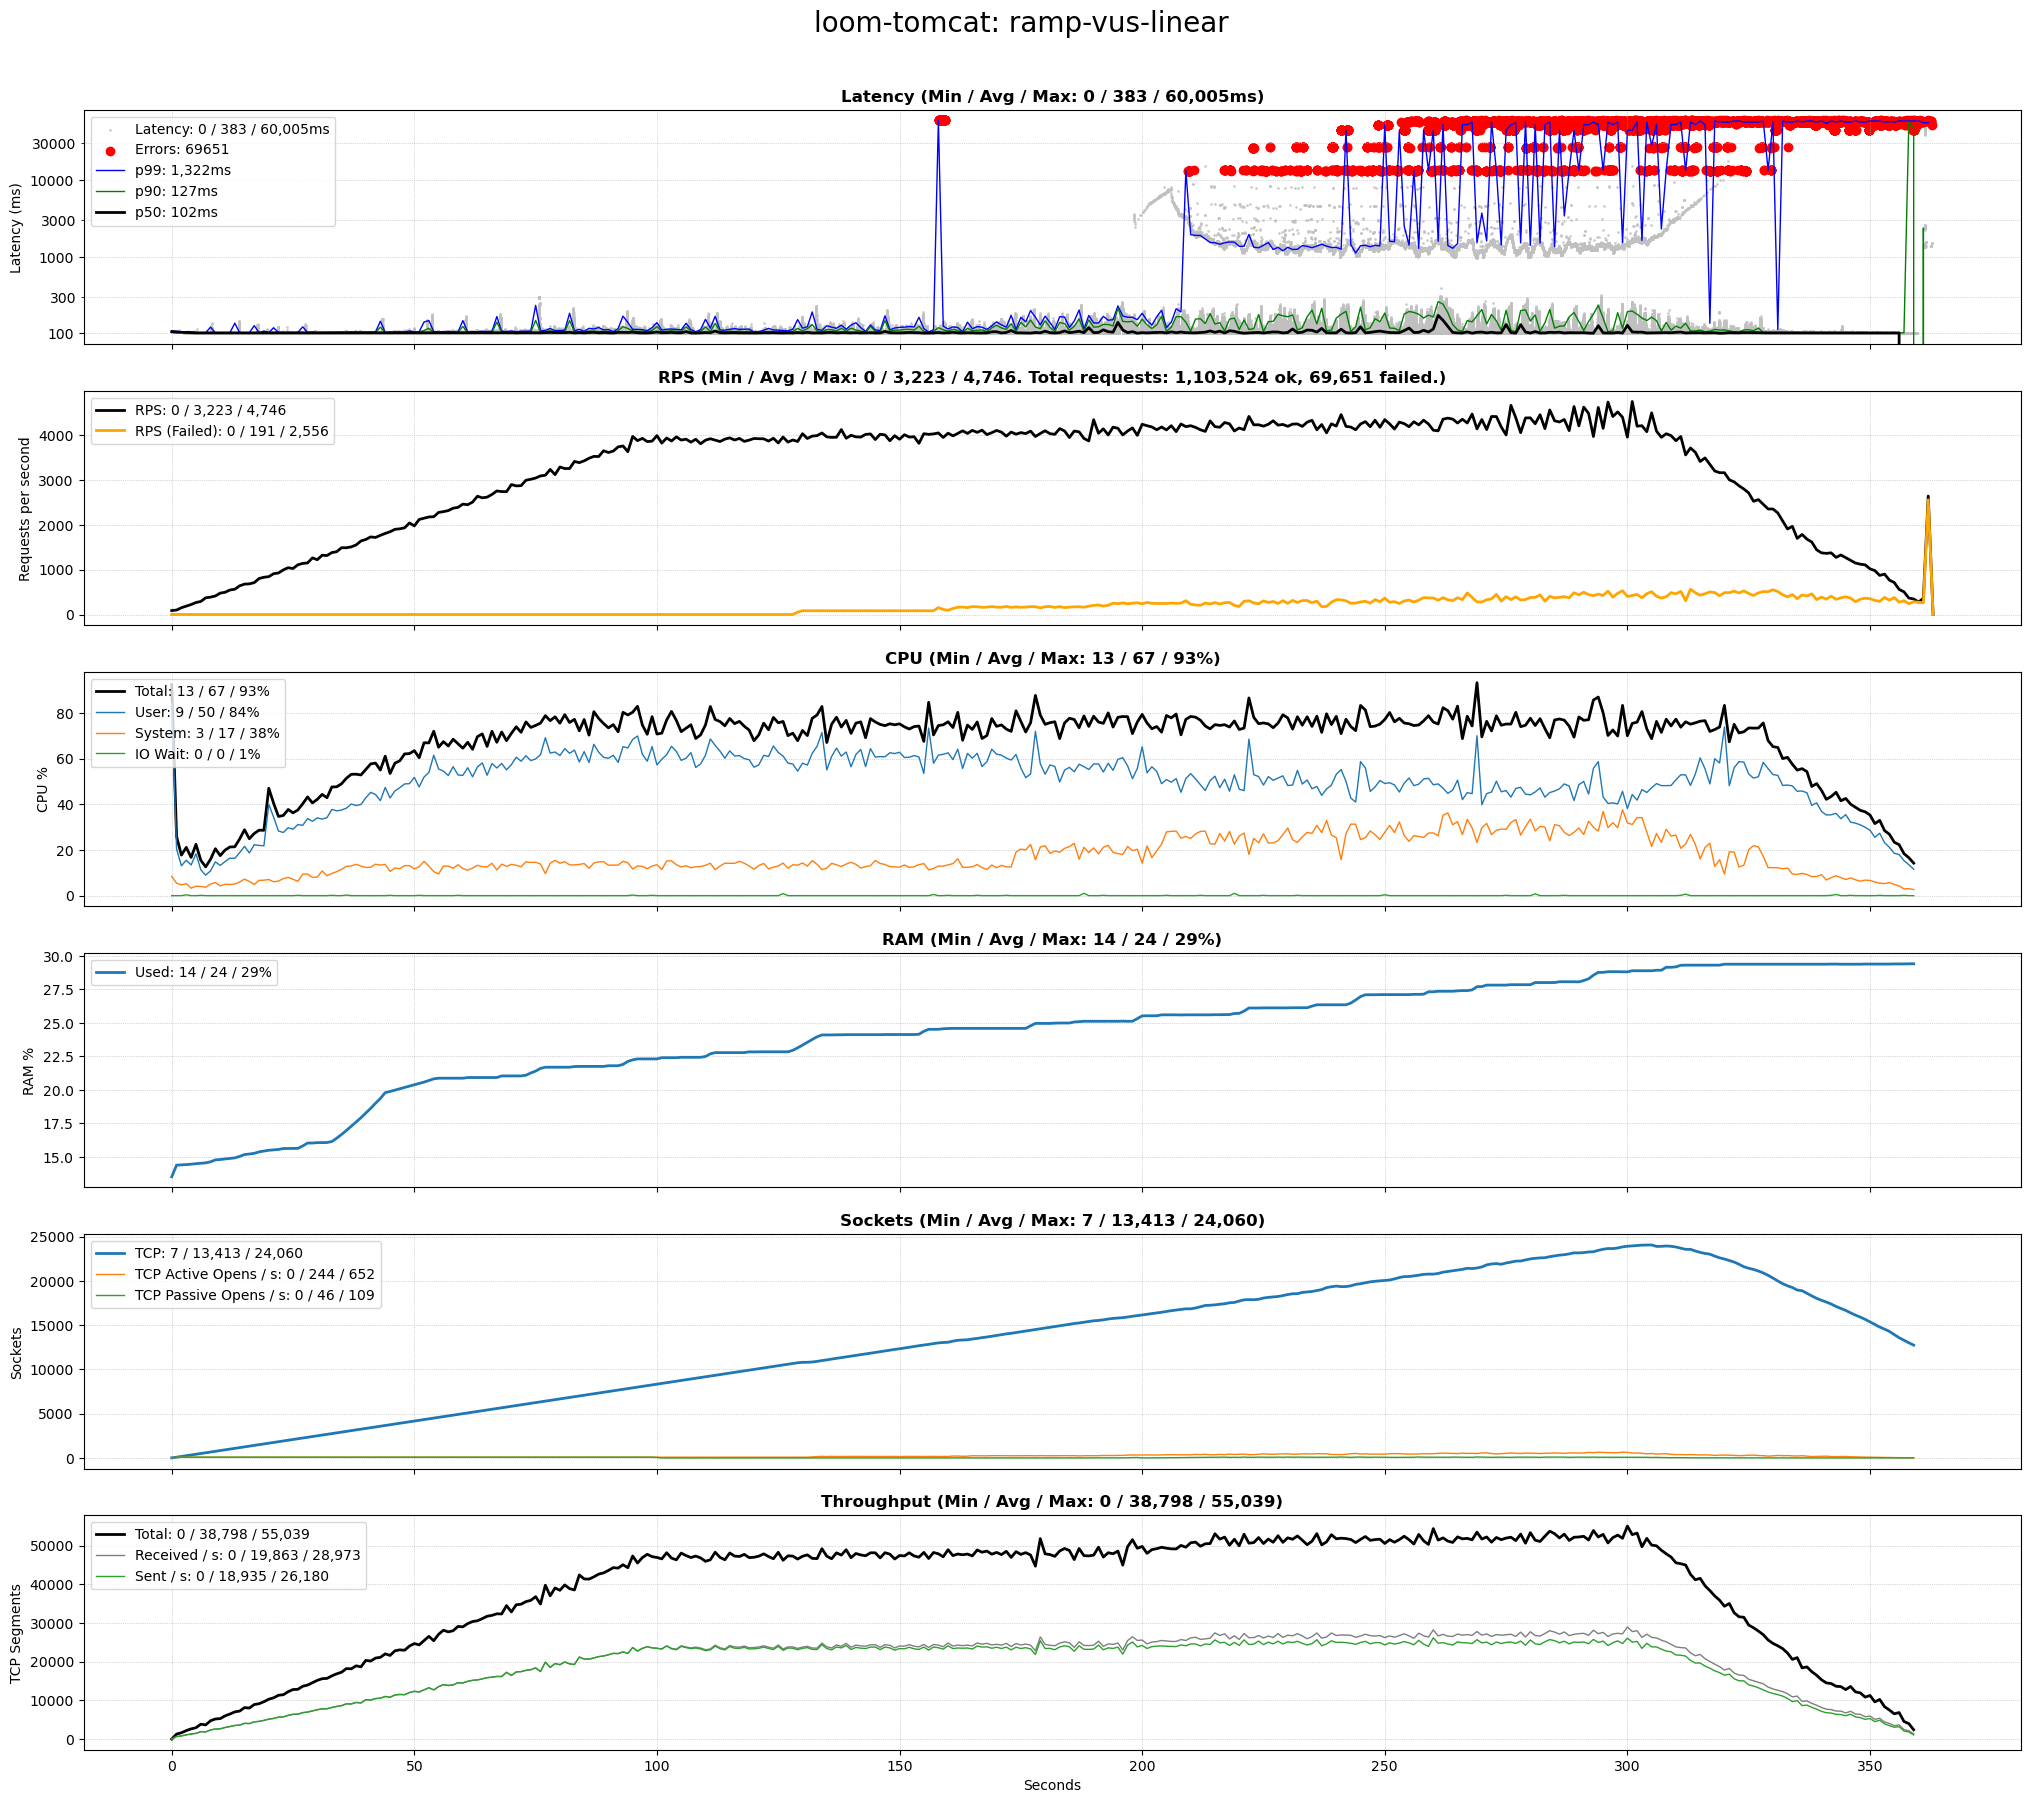 loom-tomcat: ramp-vus-linear
Latency (Min / Avg / Max: 0 / 383 / 60,005ms)
Latency (ms)
30000
10000
3000
1000
300
100
Latency: 0 / 383 / 60,005ms
Errors: 69651
p99: 1,322ms
p90: 127ms
p50: 102ms
RPS (Min / Avg / Max: 0 / 3,223 / 4,746. Total requests: 1,103,524 ok, 69,651 failed.)
Requests per second
4000
3000
2000
1000
0
RPS: 0 / 3,223 / 4,746
RPS (Failed): 0 / 191 / 2,556
CPU (Min / Avg / Max: 13 / 67 / 93%)
CPU %
80
60
40
20
0
Total: 13 / 67 / 93%
User: 9 / 50 / 84%
System: 3 / 17 / 38%
IO Wait: 0 / 0 / 1%
RAM (Min / Avg / Max: 14 / 24 / 29%)
RAM %
30.0
27.5
25.0
22.5
20.0
17.5
15.0
Used: 14 / 24 / 29%
Sockets (Min / Avg / Max: 7 / 13,413 / 24,060)
Sockets
25000
20000
15000
10000
5000
0
TCP: 7 / 13,413 / 24,060
TCP Active Opens / s: 0 / 244 / 652
TCP Passive Opens / s: 0 / 46 / 109
Throughput (Min / Avg / Max: 0 / 38,798 / 55,039)
TCP Segments
50000
40000
30000
20000
10000
0
Total: 0 / 38,798 / 55,039
Received / s: 0 / 19,863 / 28,973
Sent / s: 0 / 18,935 / 26,180
0 50 100 150 200 250 300 350
Seconds